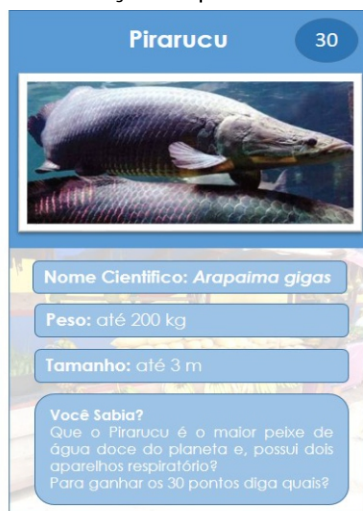 Pirarucu
30
Nome Cientifico: Arapaima gigas
Peso: até 200 kg
Tamanho: até 3 m
Você Sabia?
Que o Pirarucu é o maior peixe de
água doce do planeta e, possui dois
aparelhos respiratório?
Para ganhar os 30 pontos diga quais?